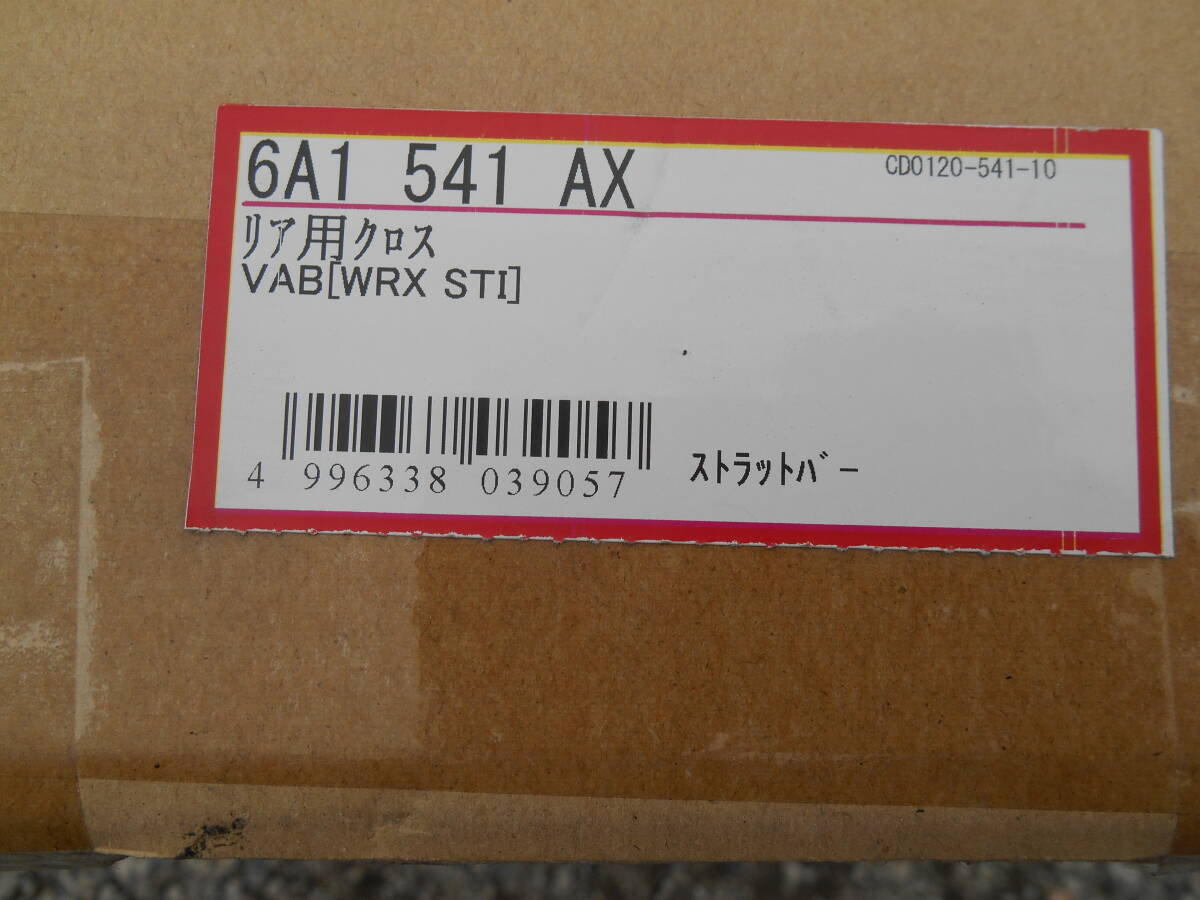 6A1 541 AX
CD0120-541-10
ﾘｱ用ｸﾛｽ
VAB[WRX STI]
4 996338 039057
ｽﾄﾗｯﾄﾊﾞｰ